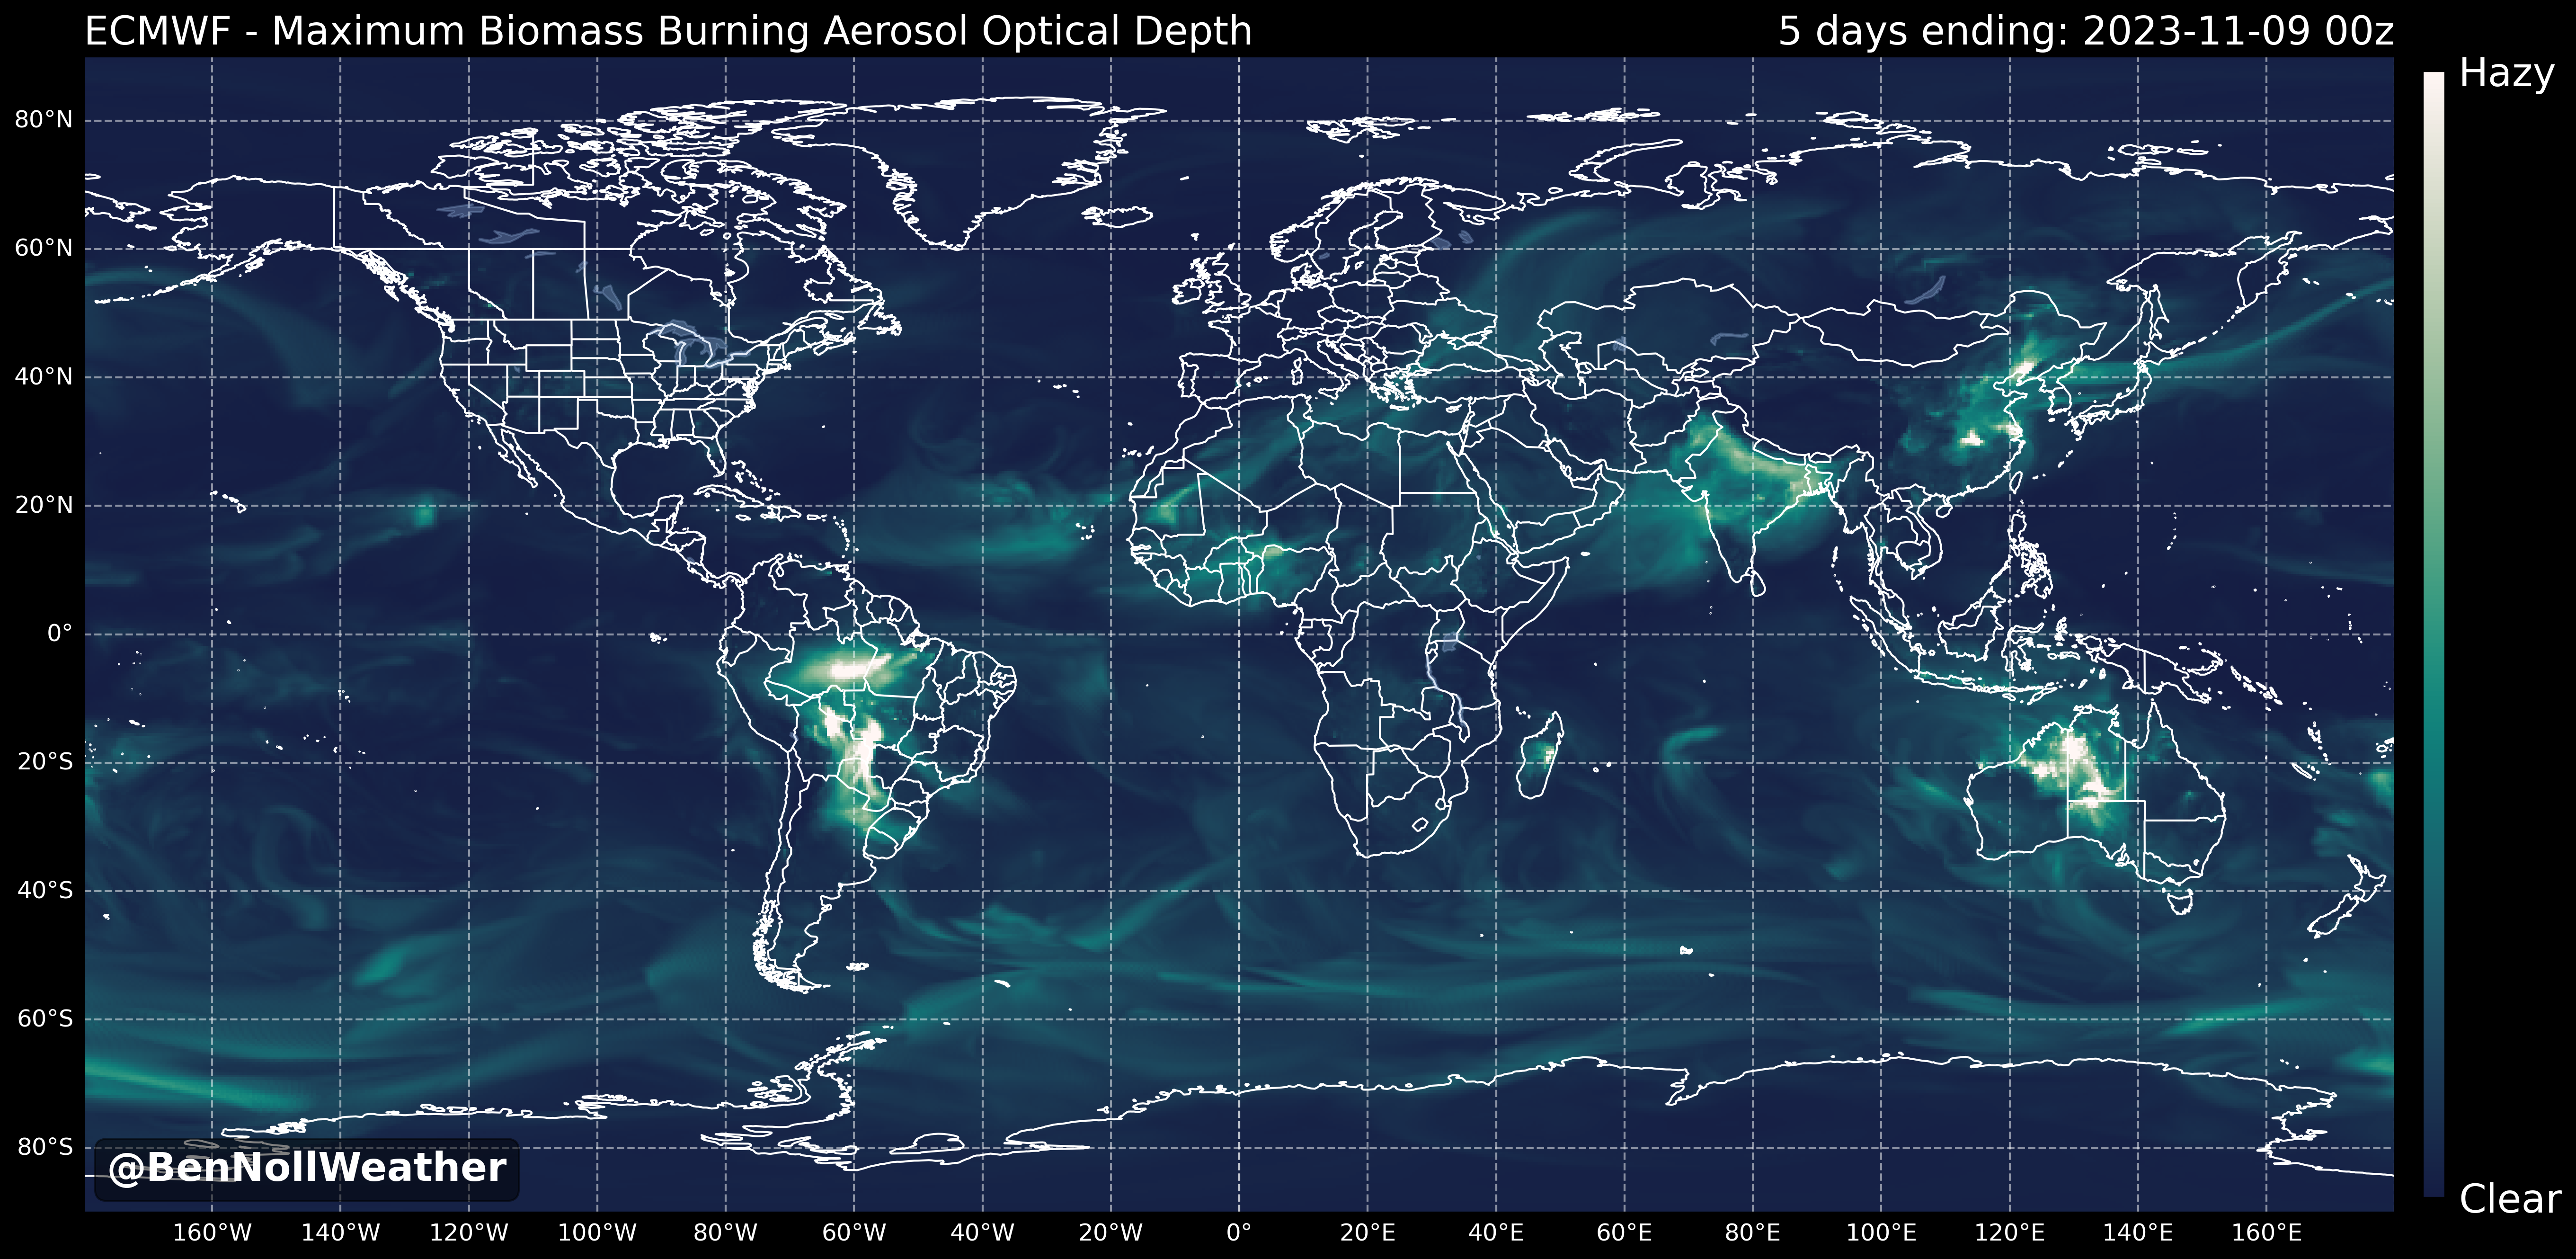 ECMWF - Maximum Biomass Burning Aerosol Optical Depth
5 days ending: 2023-11-09 00z
Hazy
80°N
60°N
40°N
20°N
0°
20°S
40°S
60°S
80°S
@BenNollWeather
Clear
160°W 140°W 120°W 100°W 80°W 60°W 40°W 20°W 0° 20°E 40°E 60°E 80°E 100°E 120°E 140°E 160°E